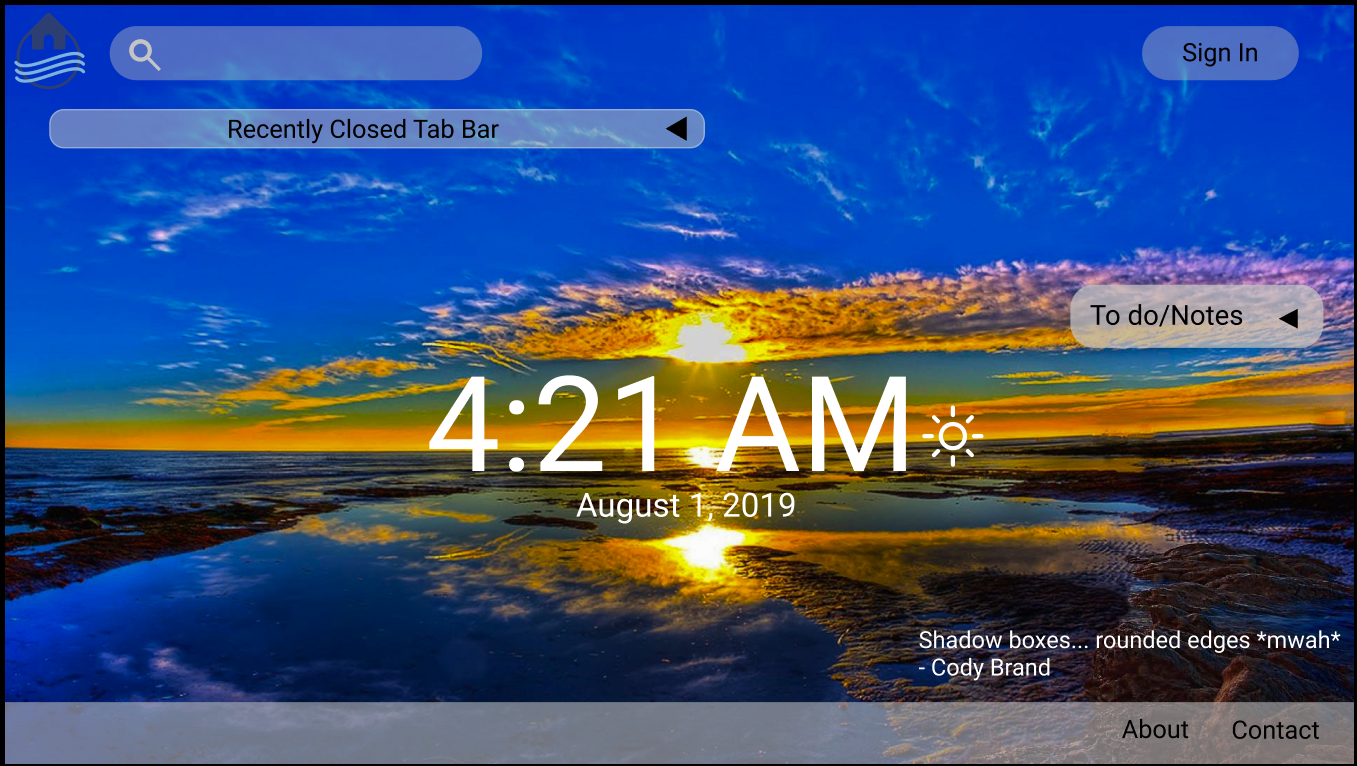 Sign In
Recently Closed Tab Bar
To do/Notes
4:21 AM
August 1, 2019
Shadow boxes... rounded edges *mwah*
- Cody Brand
About
Contact